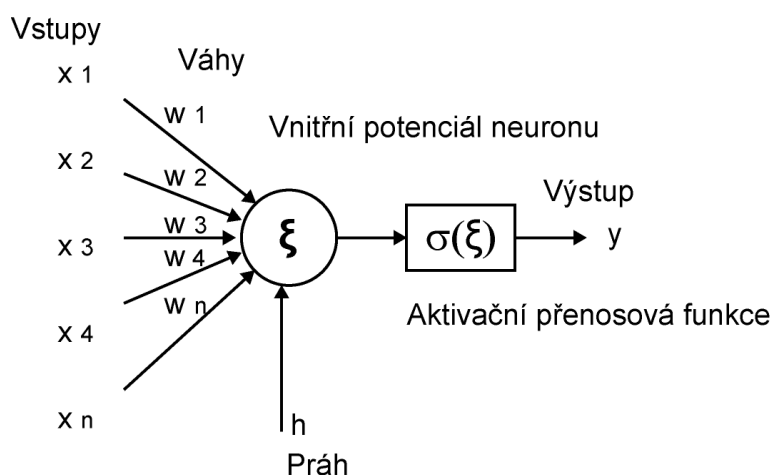 Vstupy
x 1
x 2
x 3
x 4
x n
Váhy
w 1
w 2
w 3
w 4
w n
Vnitřní potenciál neuronu
ξ
σ(ξ)
Výstup
y
Aktivační přenosová funkce
h
Práh